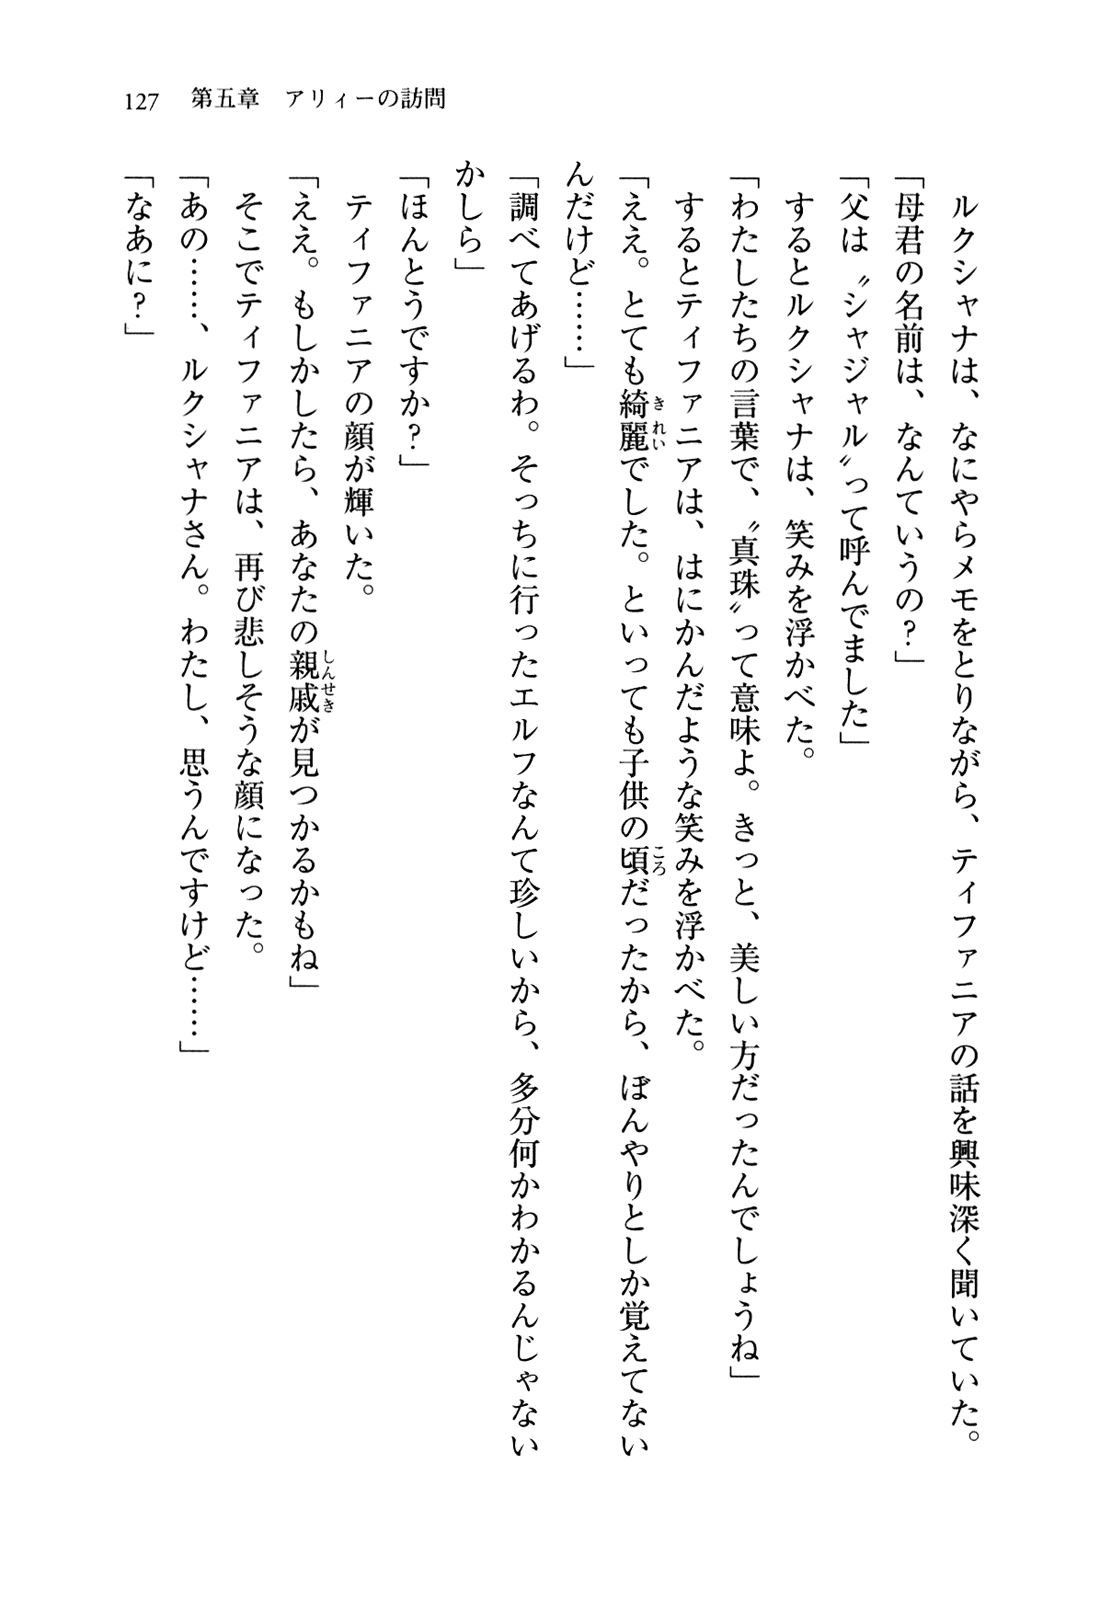 127　第五章　アリィーの訪問
　ルクシャナは、なにやらメモをとりながら、ティファニアの話を興味深く聞いていた。
「母君の名前は、なんていうの？」
「父は〝シャジャル〟って呼んでました」
　するとルクシャナは、笑みを浮かべた。
「わたしたちの言葉で、〝真珠〟って意味よ。きっと、美しい方だったんでしょうね」
　するとティファニアは、はにかんだような笑みを浮かべた。
「ええ。とても綺麗でした。といっても子供の頃だったから、ぼんやりとしか覚えてない
んだけど……」
「調べてあげるわ。そっちに行ったエルフなんて珍しいから、多分何かわかるんじゃない
かしら」
「ほんとうですか？」
　ティファニアの顔が輝いた。
「ええ。もしかしたら、あなたの親戚が見つかるかもね」
　そこでティファニアは、再び悲しそうな顔になった。
「あの……、ルクシャナさん。わたし、思うんですけど……」
「なあに？」